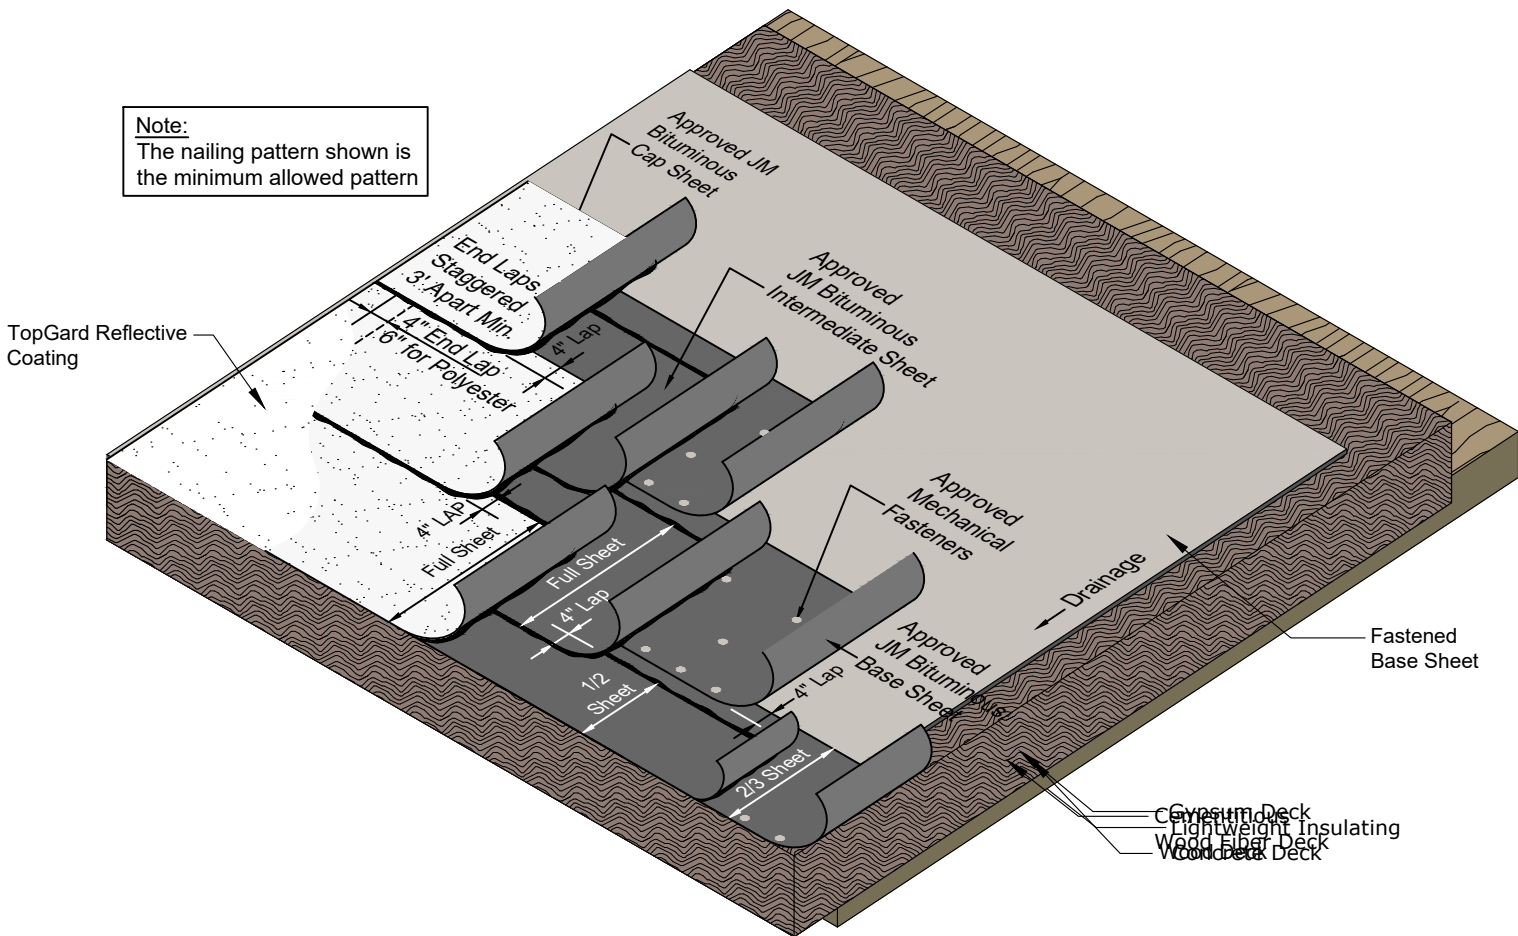 Note:
The nailing pattern shown is
the minimum allowed pattern
Approved JM
Bituminous
Cap Sheet
End Laps
Staggered
3' Apart Min.
4" End Lap
6" for Polyester
4" Lap
Approved
JM Bituminous
Intermediate Sheet
TopGard Reflective
Coating
4" LAP
Full Sheet
Full Sheet
4" Lap
Approved
Mechanical
Fasteners
Drainage
Fastened
Base Sheet
Approved
JM Bituminous
Base Sheet
4" Lap
1/2
Sheet
2/3 Sheet
Gypsum Deck
Cementitious
Wood Fiber Deck
Lightweight Insulating
Concrete Deck
Wood Deck